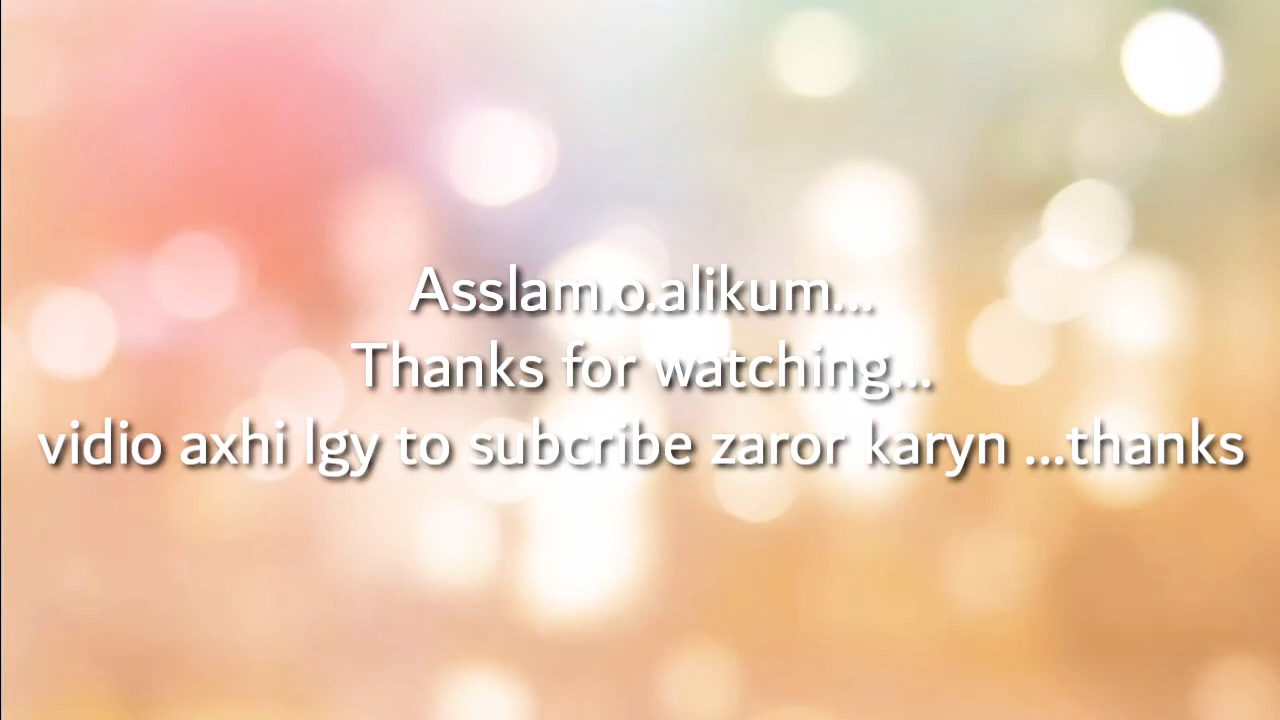 Asslam.o.alikum...
Thanks for watching...
vidio axhi lgy to subcribe zaror karyn ...thanks